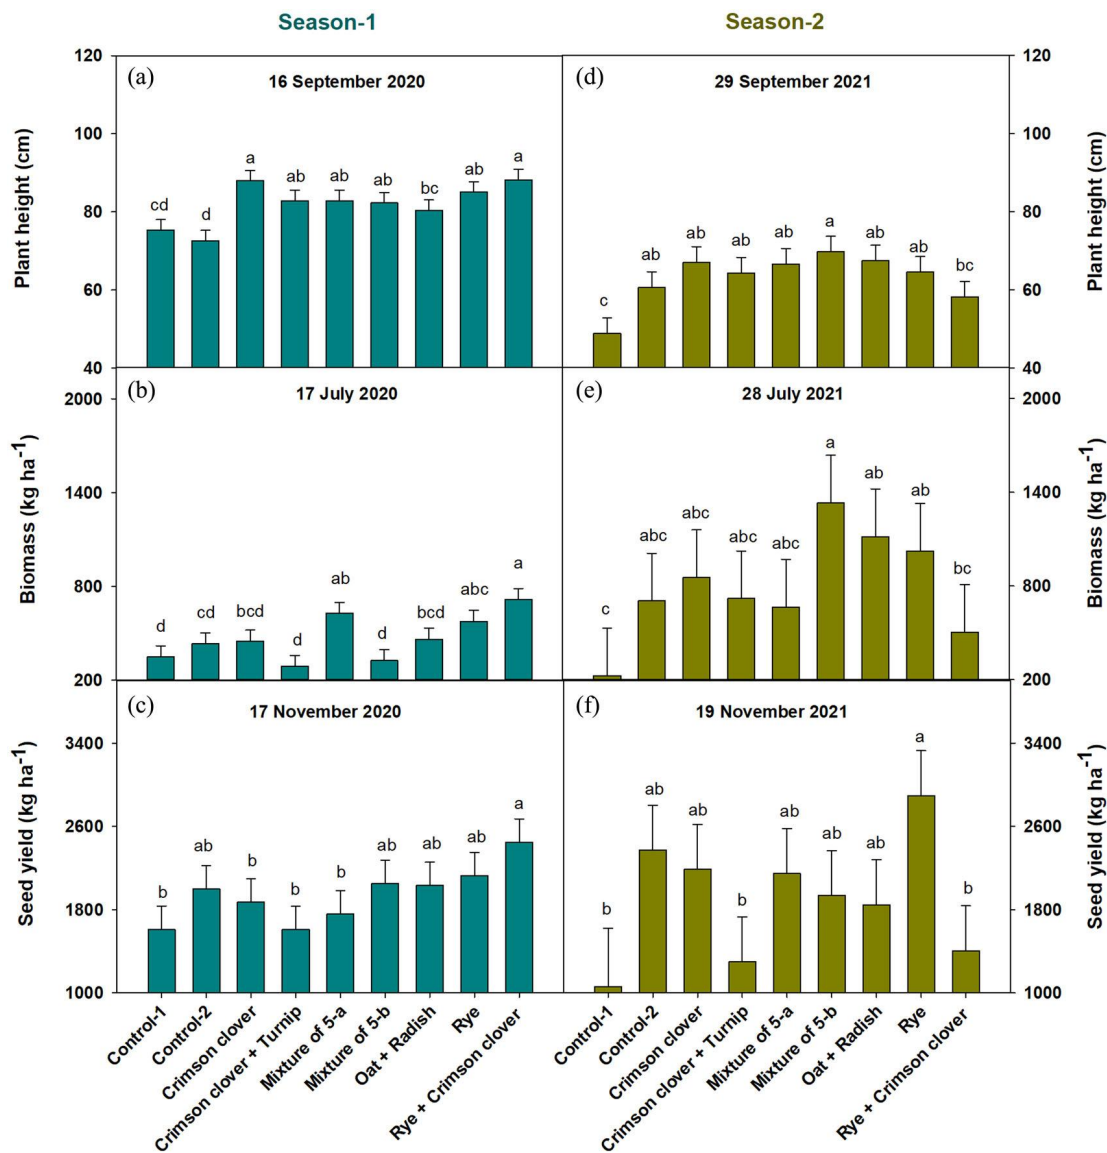 Season-1
Season-2
(a)
16 September 2020
Plant height (cm)
120
100
80
60
40
cd
d
a
ab
ab
ab
bc
ab
a
(d)
29 September 2021
Plant height (cm)
120
100
80
60
40
c
ab
ab
ab
ab
a
ab
ab
bc
(b)
17 July 2020
Biomass (kg ha-1)
2000
1400
800
200
d
cd
bcd
d
ab
d
bcd
abc
a
(e)
28 July 2021
Biomass (kg ha-1)
2000
1400
800
200
c
abc
abc
abc
abc
a
ab
ab
bc
(c)
17 November 2020
Seed yield (kg ha-1)
3400
2600
1800
1000
b
ab
b
b
b
ab
ab
ab
a
(f)
19 November 2021
Seed yield (kg ha-1)
3400
2600
1800
1000
b
ab
ab
b
ab
ab
ab
a
b
Control-1
Control-2
Crimson clover
Crimson clover + Turnip
Mixture of 5-a
Mixture of 5-b
Oat + Radish
Rye
Rye + Crimson clover
Control-1
Control-2
Crimson clover
Crimson clover + Turnip
Mixture of 5-a
Mixture of 5-b
Oat + Radish
Rye
Rye + Crimson clover